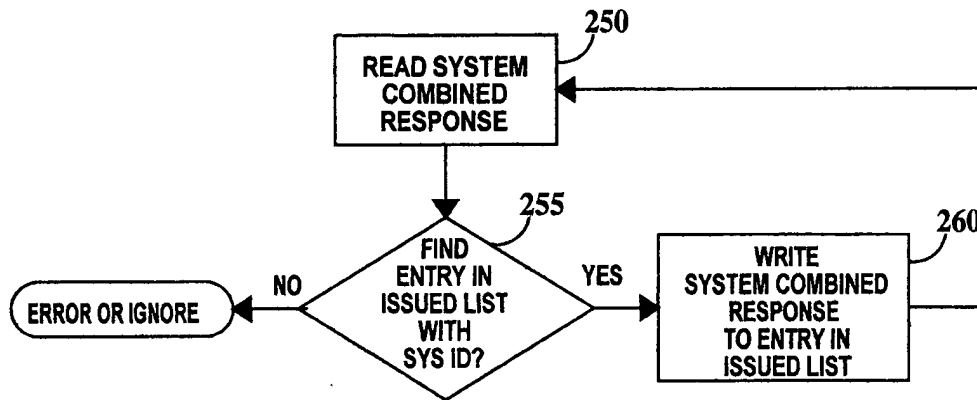 250
READ SYSTEM
COMBINED
RESPONSE
255
FIND
ENTRY IN
ISSUED LIST
WITH
SYS ID?
NO
YES
ERROR OR IGNORE
260
WRITE
SYSTEM COMBINED
RESPONSE
TO ENTRY IN
ISSUED LIST